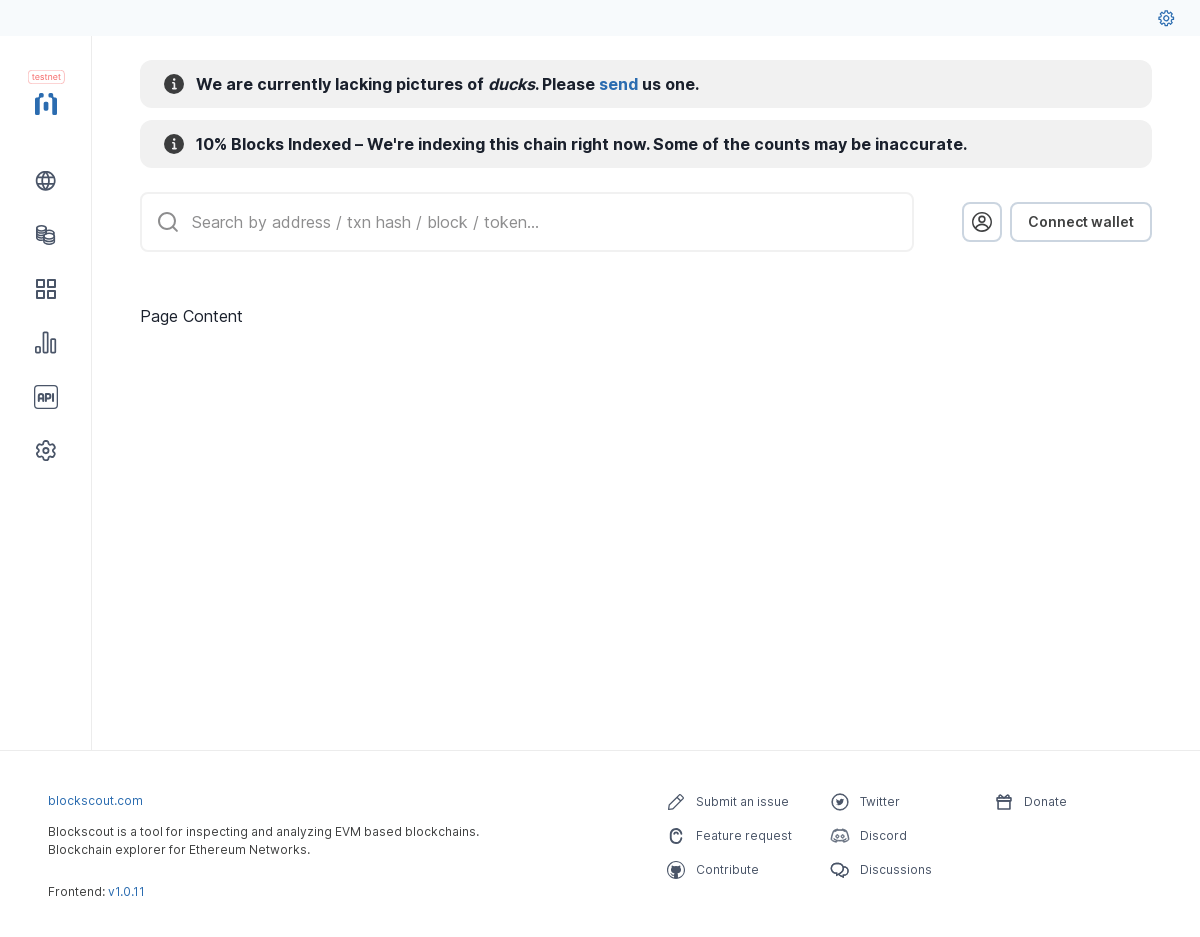 testnet
We are currently lacking pictures of ducks. Please send us one.
10% Blocks Indexed – We're indexing this chain right now. Some of the counts may be inaccurate.
Search by address / txn hash / block / token...
Connect wallet
Page Content
API
blockscout.com
Blockscout is a tool for inspecting and analyzing EVM based blockchains.
Blockchain explorer for Ethereum Networks.
Frontend: v1.0.11
Submit an issue
Feature request
Contribute
Twitter
Discord
Discussions
Donate